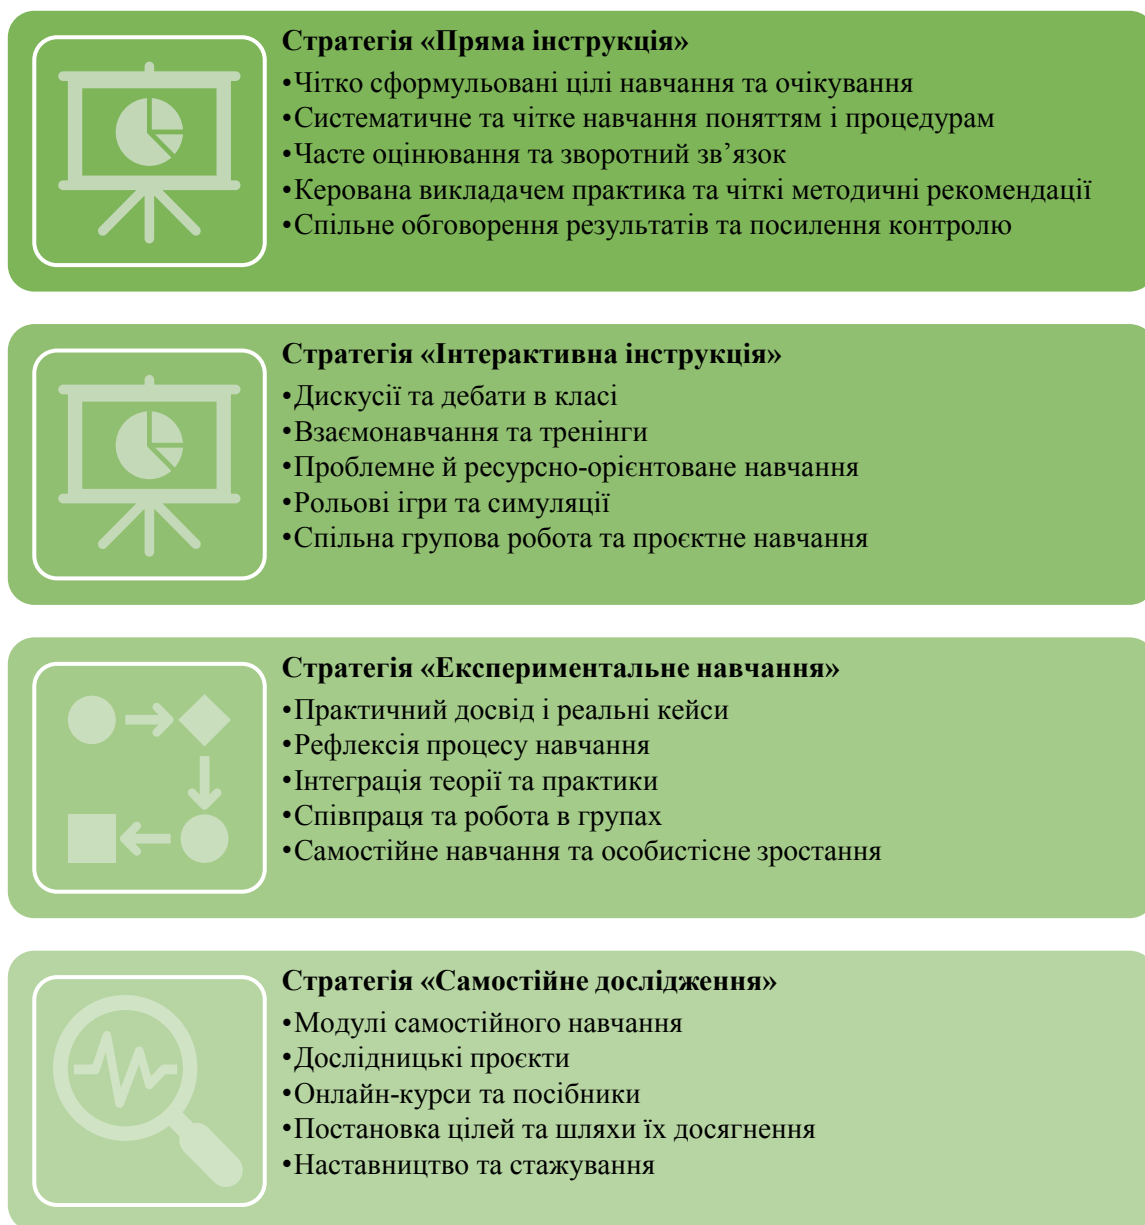 Стратегія «Пряма інструкція»
•Чітко сформульовані цілі навчання та очікування
•Систематичне та чітке навчання поняттям і процедурам
•Часте оцінювання та зворотний зв’язок
•Керована викладачем практика та чіткі методичні рекомендації
•Спільне обговорення результатів та посилення контролю
Стратегія «Інтерактивна інструкція»
•Дискусії та дебати в класі
•Взаємонавчання та тренінги
•Проблемне й ресурсно-орієнтоване навчання
•Рольові ігри та симуляції
•Спільна групова робота та проєктне навчання
Стратегія «Експериментальне навчання»
•Практичний досвід і реальні кейси
•Рефлексія процесу навчання
•Інтеграція теорії та практики
•Співпраця та робота в групах
•Самостійне навчання та особистісне зростання
Стратегія «Самостійне дослідження»
•Модулі самостійного навчання
•Дослідницькі проєкти
•Онлайн-курси та посібники
•Постановка цілей та шляхи їх досягнення
•Наставництво та стажування